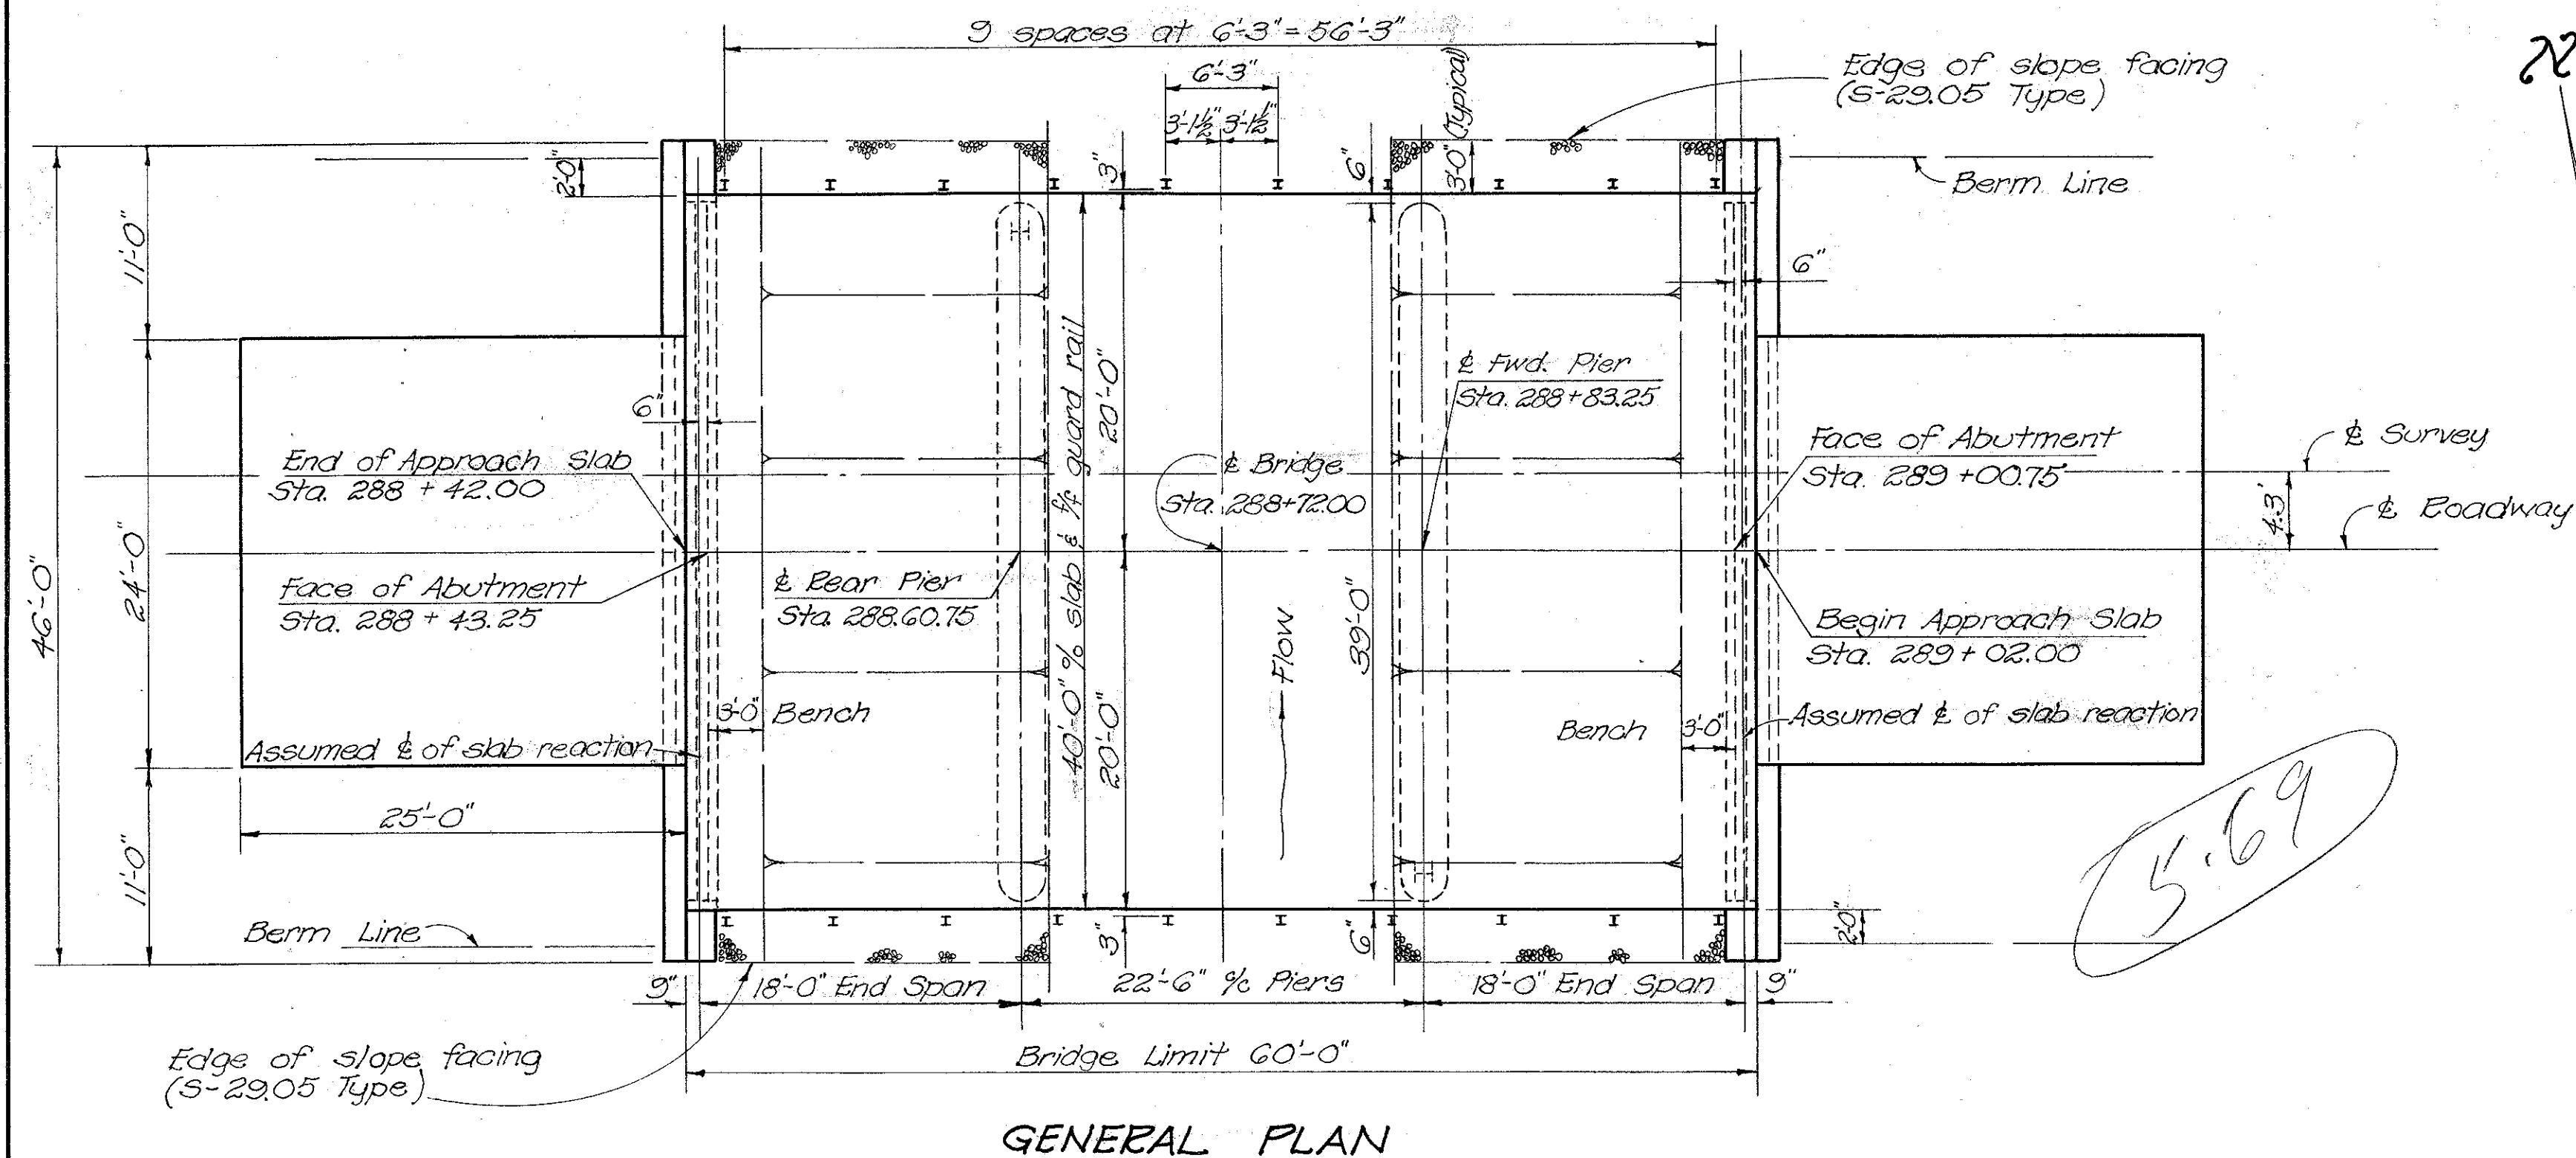 9 spaces at 6'-3" = 56'-3"
6'-3"
3'-1½" 3'-1½"
3'-0" (Typical)
Edge of slope facing
(S-29.05 Type)
Berm Line
2'-0"
3"
6"
11'-0"
24'-0"
11'-0"
46'-0"
6"
6"
40'-0" % slab & f/f guard rail
20'-0"
20'-0"
39'-0"
℄ Fwd. Pier
Sta. 288+83.25
℄ Survey
℄ Roadway
4.3'
End of Approach Slab
Sta. 288 + 42.00
℄ Bridge
Sta. 288+72.00
Face of Abutment
Sta. 289 +00.75
Face of Abutment
Sta. 288 + 43.25
℄ Rear Pier
Sta. 288.60.75
Flow
Begin Approach Slab
Sta. 289 + 02.00
3'-0" Bench
Bench 3'-0"
Assumed ℄ of slab reaction
Assumed ℄ of slab reaction
25'-0"
5.69
Berm Line
3"
6"
2'-0"
9"
18'-0" End Span
22'-6" c/c Piers
18'-0" End Span
9"
Edge of slope facing
(S-29.05 Type)
Bridge Limit 60'-0"
GENERAL PLAN